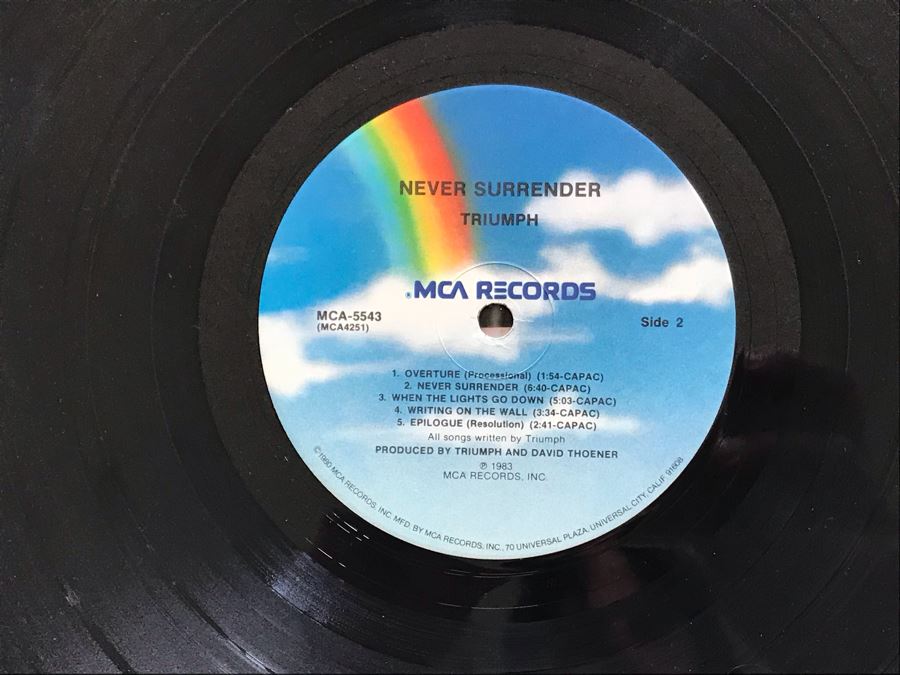 NEVER SURRENDER
TRIUMPH
MCA RECORDS
MCA-5543
(MCA4251)
Side 2
1. OVERTURE (Processional) (1:54-CAPAC)
2. NEVER SURRENDER (6:40-CAPAC)
3. WHEN THE LIGHTS GO DOWN (5:03-CAPAC)
4. WRITING ON THE WALL (3:34-CAPAC)
5. EPILOGUE (Resolution) (2:41-CAPAC)
All songs written by Triumph
PRODUCED BY TRIUMPH AND DAVID THOENER
℗ 1983
MCA RECORDS, INC.
©1980 MCA RECORDS, INC. MFD. BY MCA RECORDS, INC., 70 UNIVERSAL PLAZA, UNIVERSAL CITY, CALIF. 91608